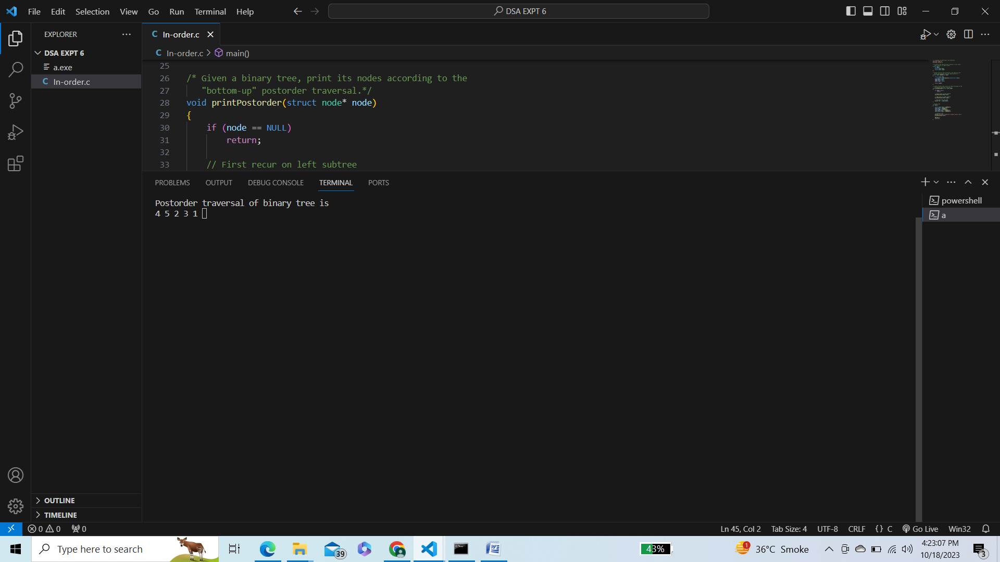 File Edit Selection View Go Run Terminal Help
DSA EXPT 6
EXPLORER
DSA EXPT 6
a.exe
C In-order.c
C In-order.c
C In-order.c > main()
25
26 /* Given a binary tree, print its nodes according to the
27 "bottom-up" postorder traversal.*/
28 void printPostorder(struct node* node)
29 {
30 if (node == NULL)
31 return;
32
33 // First recur on left subtree
PROBLEMS OUTPUT DEBUG CONSOLE TERMINAL PORTS
Postorder traversal of binary tree is
4 5 2 3 1
powershell
a
OUTLINE
TIMELINE
0 0 0
Ln 45, Col 2 Tab Size: 4 UTF-8 CRLF {} C Go Live Win32
Type here to search
39
43%
1
36°C Smoke
4:23:07 PM
10/18/2023
3